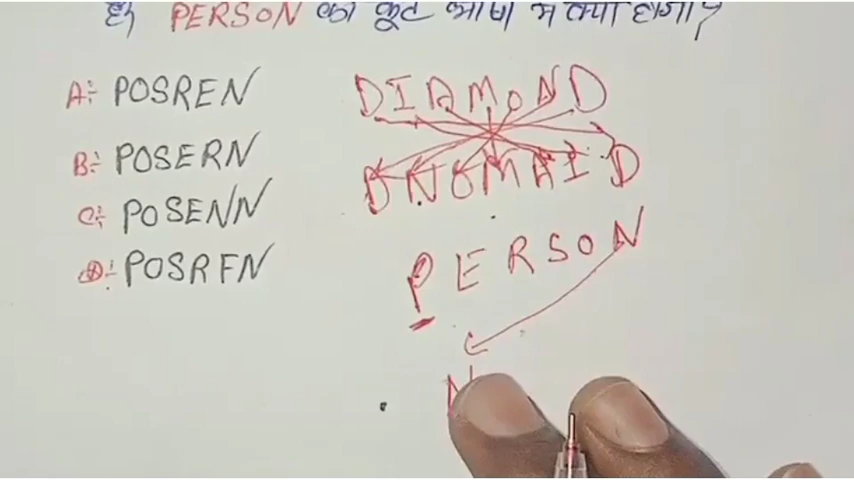 है, PERSON का कूट भाषा में क्या होगा?
A:- POSREN
B:- POSERN
C:- POSENN
D:- POSRFN
DIAMOND
DNOMAID
PERSON
N